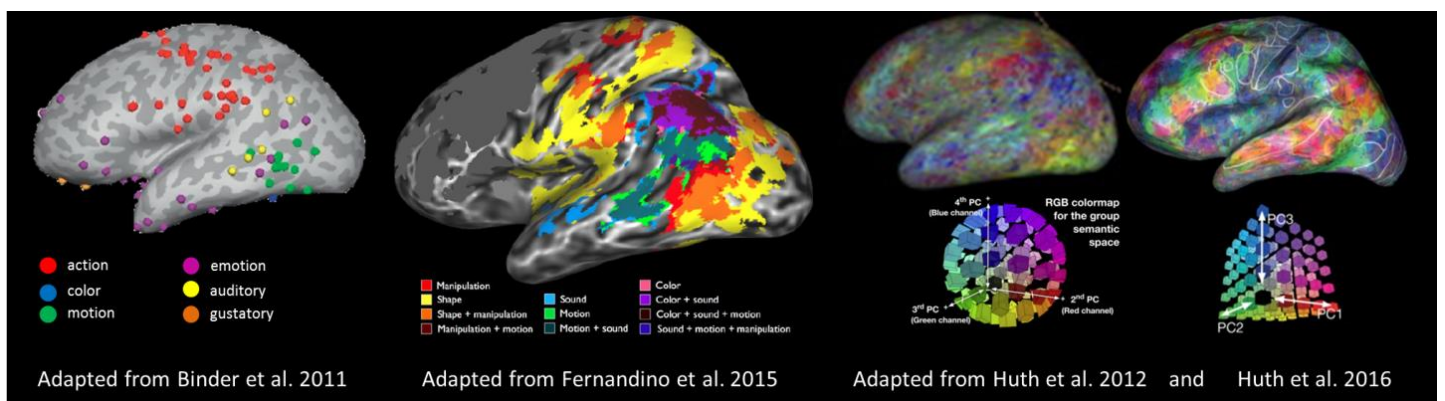 action
color
motion
emotion
auditory
gustatory
Manipulation
Shape
Shape + manipulation
Manipulation + motion
Sound
Motion
Motion + sound
Color
Color + sound
Color + sound + motion
Sound + motion + manipulation
4th PC
(Blue channel)
RGB colormap
for the group
semantic
space
3rd PC
(Green channel)
2nd PC
(Red channel)
PC3
PC2
PC1
Adapted from Binder et al. 2011
Adapted from Fernandino et al. 2015
Adapted from Huth et al. 2012 and Huth et al. 2016